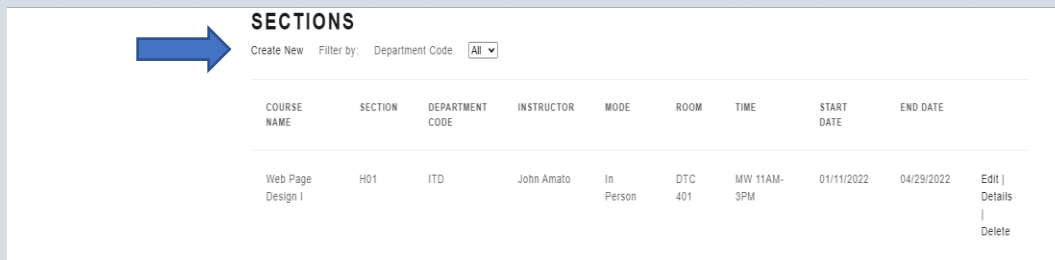 SECTIONS
Create New Filter by: Department Code All
COURSE NAME SECTION DEPARTMENT CODE INSTRUCTOR MODE ROOM TIME START DATE END DATE
Web Page Design I H01 ITD John Amato In Person DTC 401 MW 11AM-3PM 01/11/2022 04/29/2022 Edit | Details | Delete